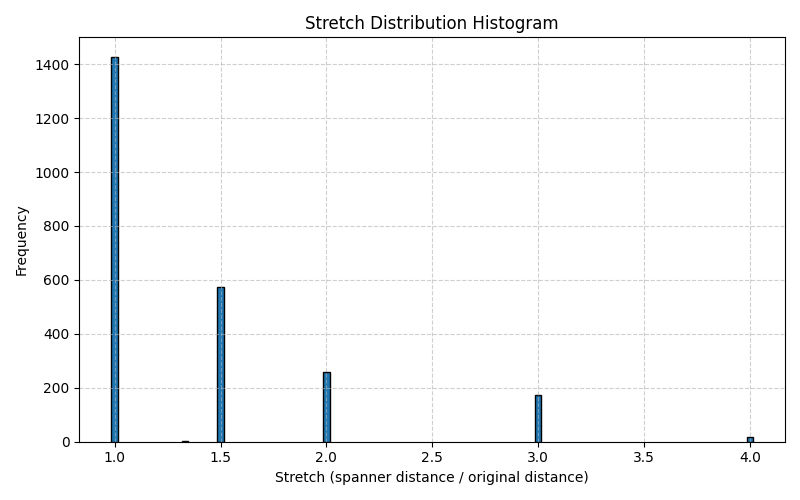 Stretch Distribution Histogram
Frequency
1400
1200
1000
800
600
400
200
0
1.0 1.5 2.0 2.5 3.0 3.5 4.0
Stretch (spanner distance / original distance)